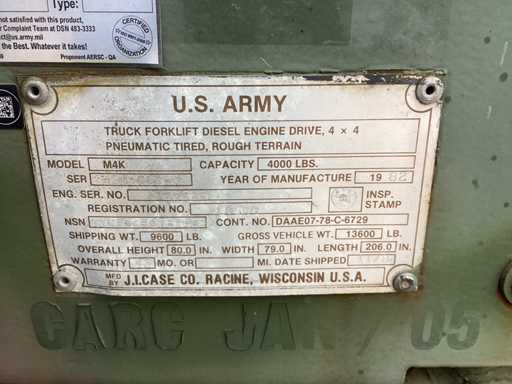 Type:
not satisfied with this product,
Complaint Team at DSN 483-3333
us.army.mil
the Best. Whatever it takes!
Proponent AERSC - QA
CERTIFIED
ORGANIZATION
U.S. ARMY
TRUCK FORKLIFT DIESEL ENGINE DRIVE, 4 × 4
PNEUMATIC TIRED, ROUGH TERRAIN
MODEL M4K CAPACITY 4000 LBS.
SER YEAR OF MANUFACTURE 19 82
ENG. SER. NO. INSP.
REGISTRATION NO. STAMP
NSN CONT. NO. DAAE07-78-C-6729
SHIPPING WT. 9600 LB. GROSS VEHICLE WT. 13600 LB.
OVERALL HEIGHT 80.0 IN. WIDTH 79.0 IN. LENGTH 206.0 IN.
WARRANTY MO. OR MI. DATE SHIPPED
MFD BY J.I.CASE CO. RACINE, WISCONSIN U.S.A.
CARC JAN / 05